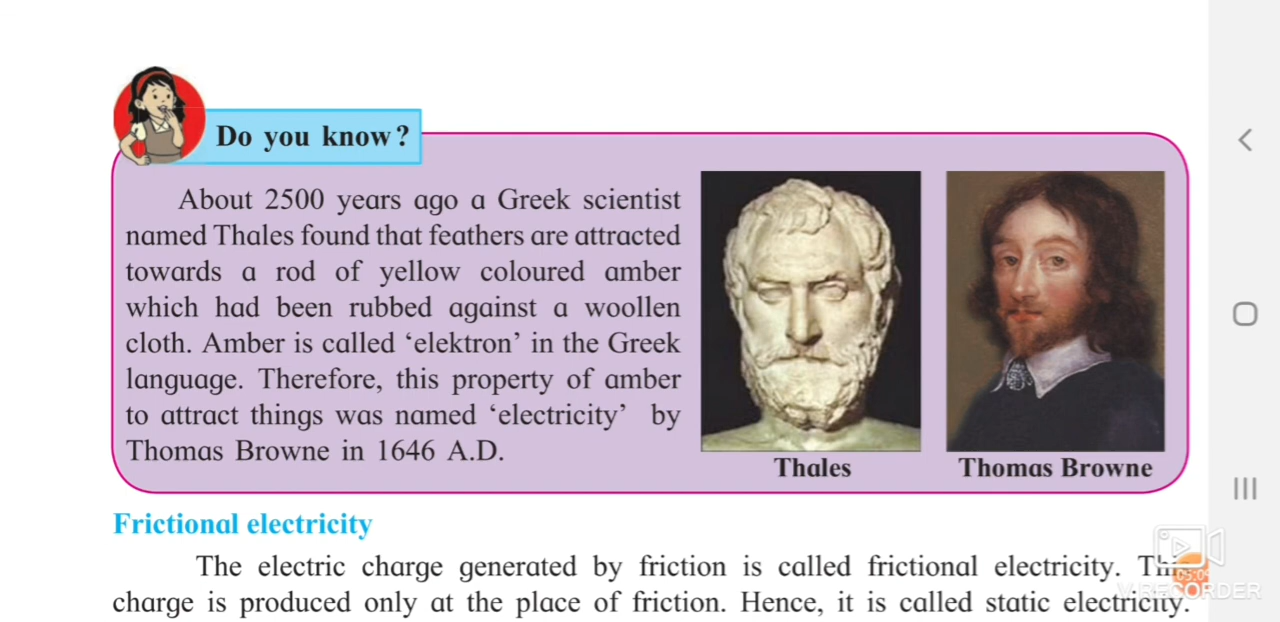 Do you know?
About 2500 years ago a Greek scientist
named Thales found that feathers are attracted
towards a rod of yellow coloured amber
which had been rubbed against a woollen
cloth. Amber is called ‘elektron’ in the Greek
language. Therefore, this property of amber
to attract things was named ‘electricity’ by
Thomas Browne in 1646 A.D.
Thales
Thomas Browne
Frictional electricity
The electric charge generated by friction is called frictional electricity. This
charge is produced only at the place of friction. Hence, it is called static electricity.
V RECORDER